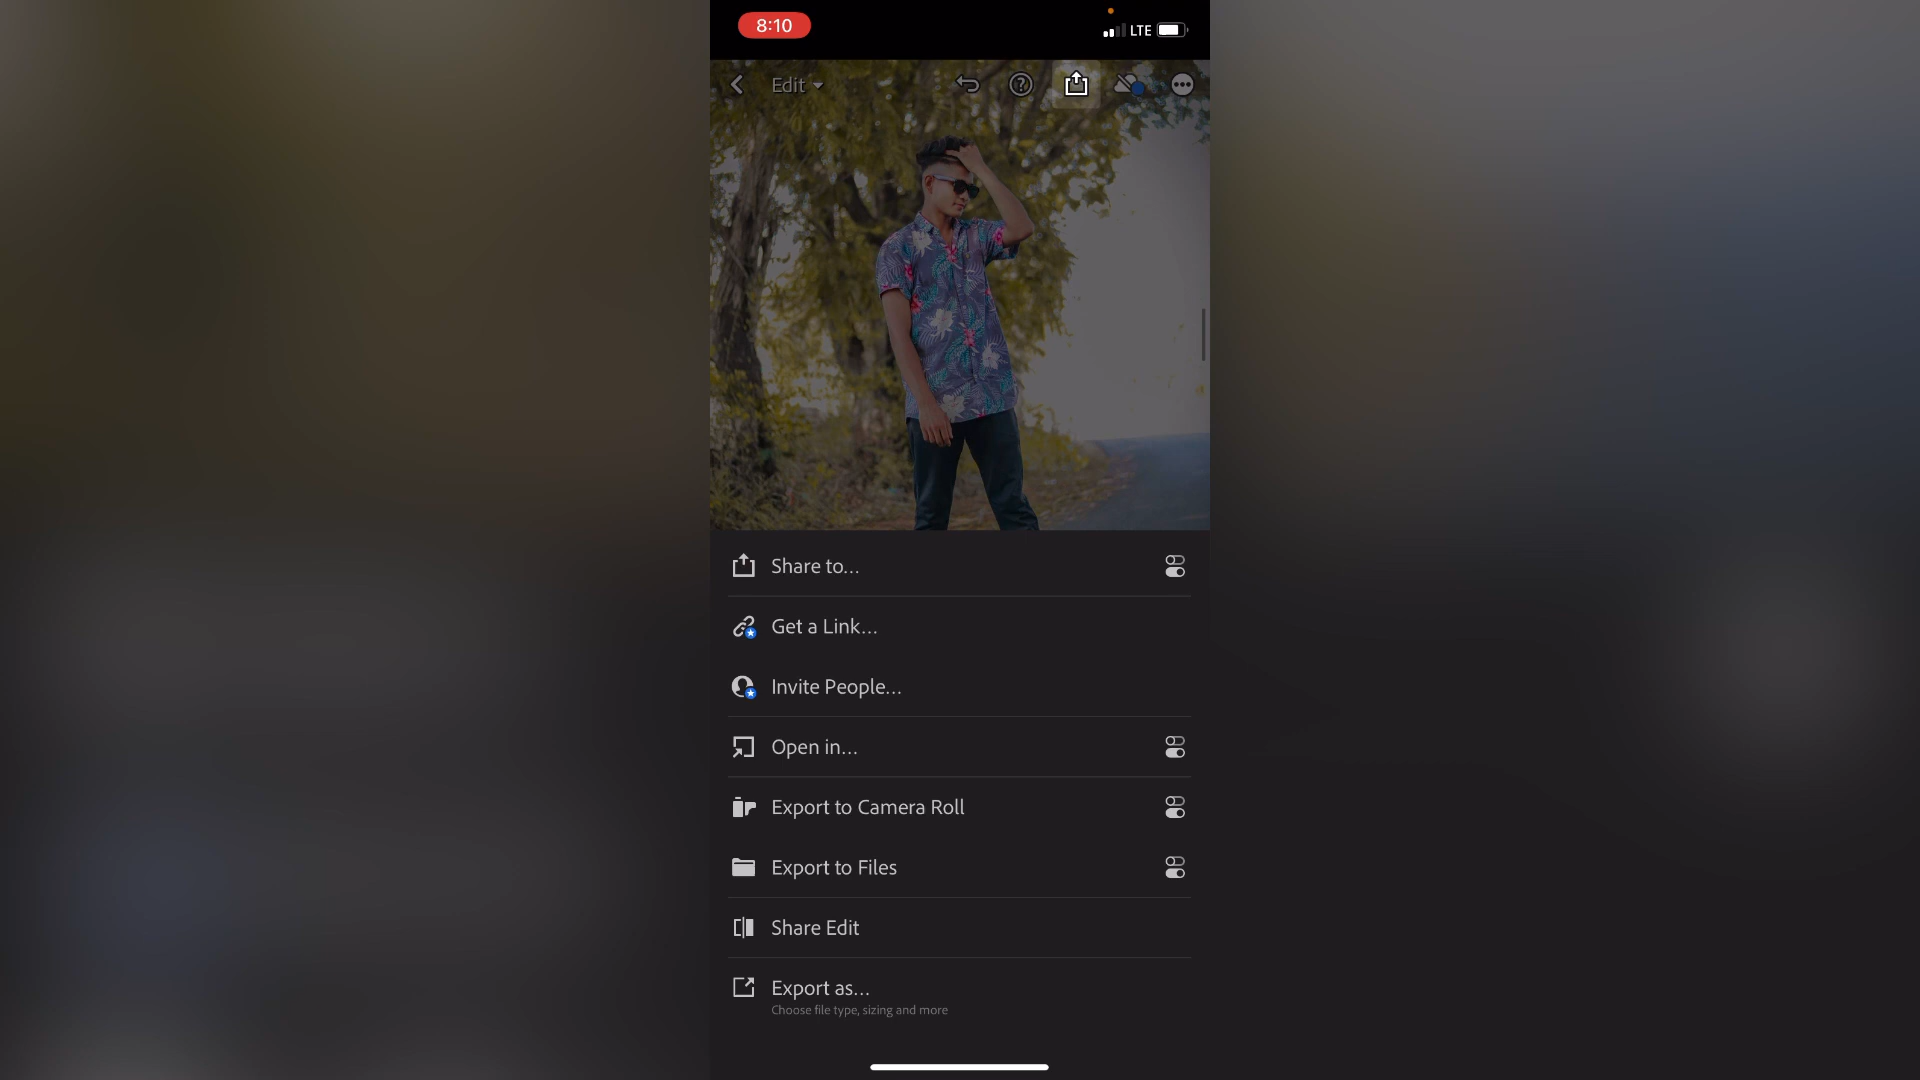 8:10
LTE
Edit
Share to...
Get a Link...
Invite People...
Open in...
Export to Camera Roll
Export to Files
Share Edit
Export as...
Choose file type, sizing and more